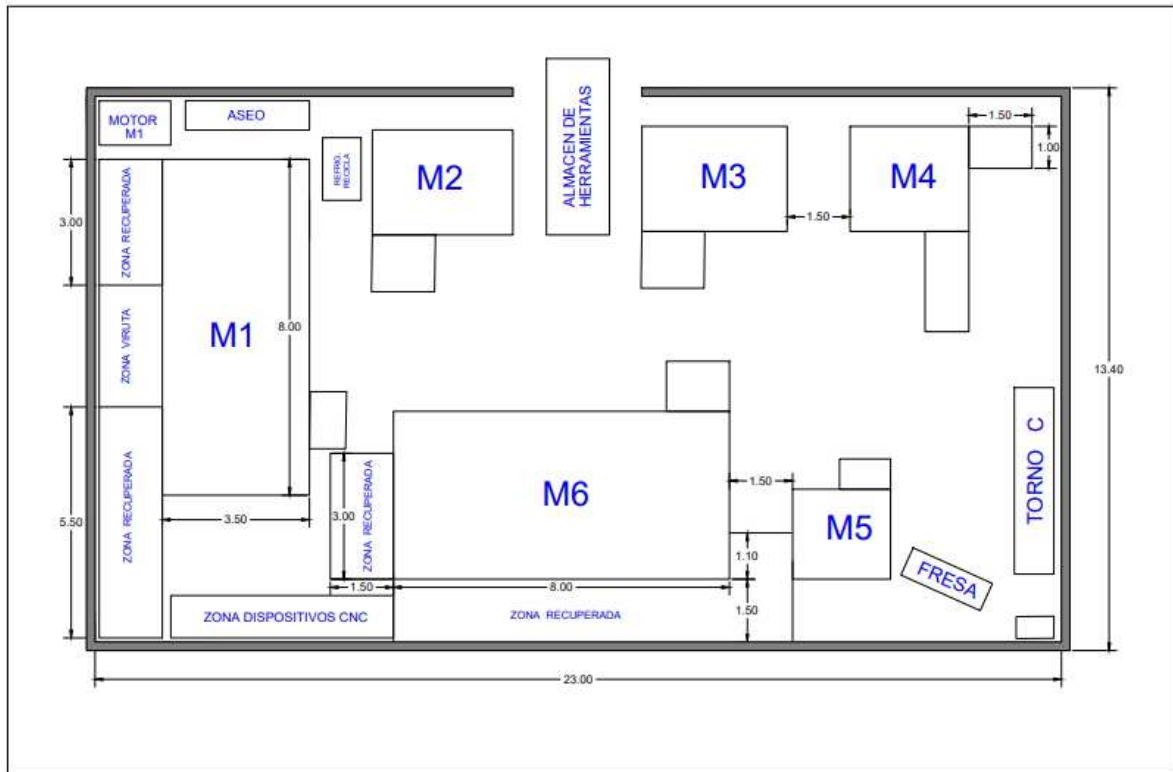 MOTOR
M1
ASEO
REFRIG.
RECICLA
M2
ALMACEN DE
HERRAMIENTAS
M3
M4
1.50
1.00
1.50
3.00
ZONA RECUPERADA
ZONA VIRUTA
M1
8.00
13.40
ZONA RECUPERADA
5.50
3.50
3.00
ZONA RECUPERADA
M6
1.50
M5
TORNO C
FRESA
1.10
1.50
8.00
1.50
ZONA DISPOSITIVOS CNC
ZONA RECUPERADA
23.00